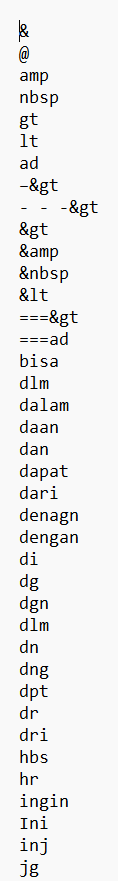 &
@
amp
nbsp
gt
lt
ad
–&gt
- - -&gt
&gt
&amp
&nbsp
&lt
===&gt
===ad
bisa
dlm
dalam
daan
dan
dapat
dari
denagn
dengan
di
dg
dgn
dlm
dn
dng
dpt
dr
dri
hbs
hr
ingin
Ini
inj
jg